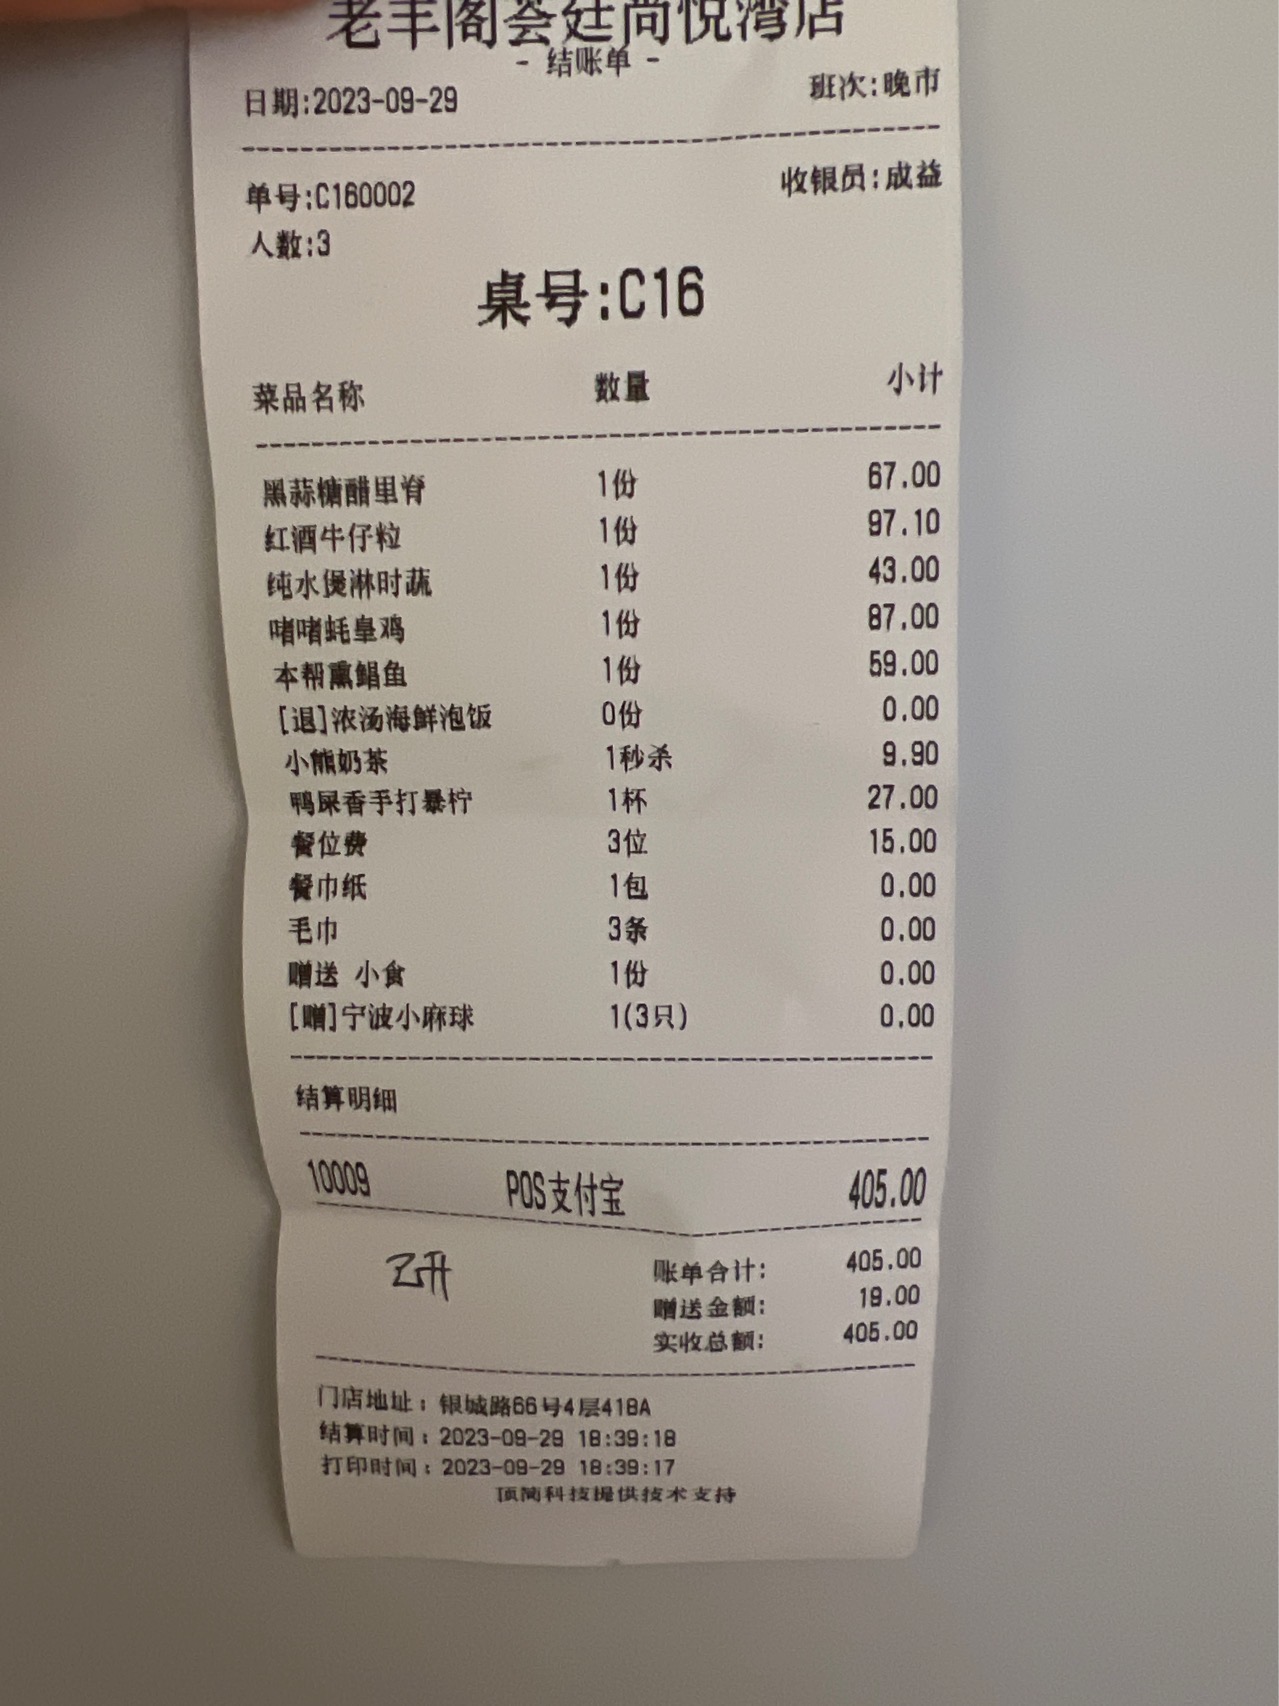 老丰阁荟廷尚悦湾店
- 结账单 -
日期:2023-09-29 班次:晚市
单号:C160002 收银员:成益
人数:3
桌号:C16
菜品名称 数量 小计
黑蒜糖醋里脊 1份 67.00
红酒牛仔粒 1份 97.10
纯水煲淋时蔬 1份 43.00
啫啫蚝皇鸡 1份 87.00
本帮熏鲳鱼 1份 59.00
[退]浓汤海鲜泡饭 0份 0.00
小熊奶茶 1秒杀 9.90
鸭屎香手打暴柠 1杯 27.00
餐位费 3位 15.00
餐巾纸 1包 0.00
毛巾 3条 0.00
赠送 小食 1份 0.00
[赠]宁波小麻球 1(3只) 0.00
结算明细
10009 POS支付宝 405.00
账单合计: 405.00
赠送金额: 19.00
实收总额: 405.00
门店地址: 银城路66号4层418A
结算时间: 2023-09-29 18:39:18
打印时间: 2023-09-29 18:39:17
顶简科技提供技术支持